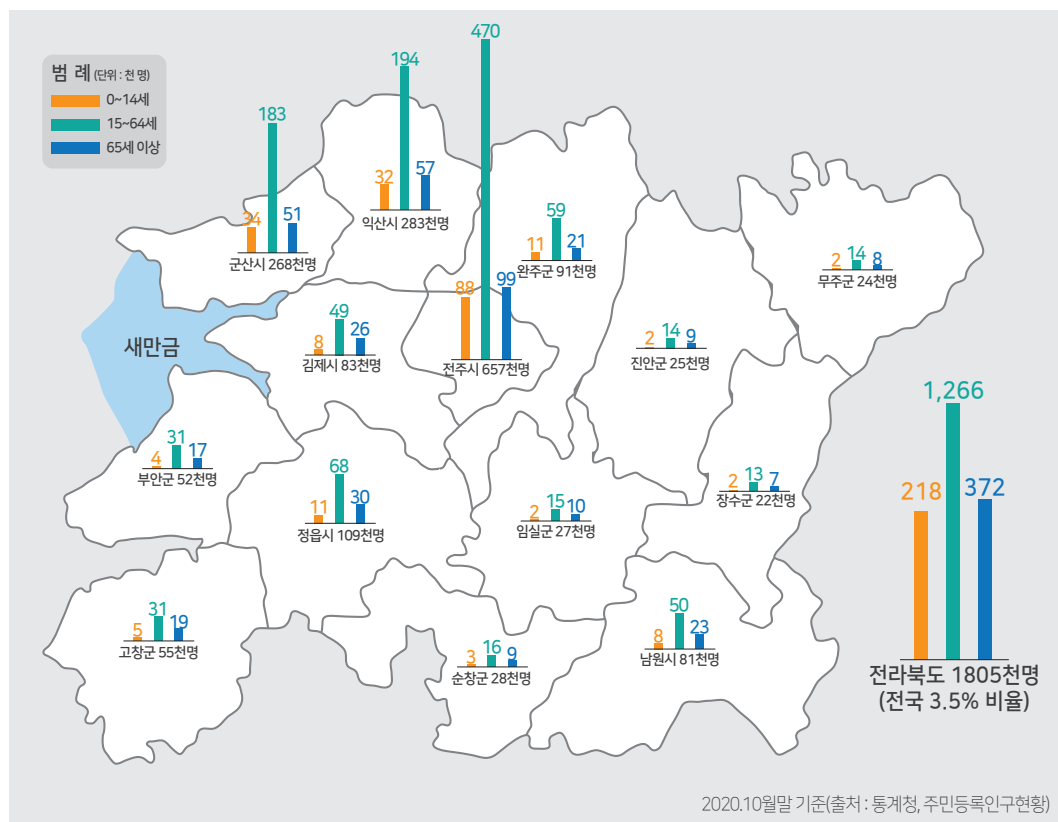 범 례 (단위 : 천 명)
0~14세
15~64세
65세 이상
470
194
183
32
57
익산시 283천명
34
51
군산시 268천명
59
11
21
완주군 91천명
14
2
8
무주군 24천명
88
99
전주시 657천명
49
8
26
김제시 83천명
새만금
14
2
9
진안군 25천명
31
4
17
부안군 52천명
68
11
30
정읍시 109천명
15
2
10
임실군 27천명
13
2
7
장수군 22천명
1,266
218
372
전라북도 1805천명
(전국 3.5% 비율)
31
5
19
고창군 55천명
16
3
9
순창군 28천명
50
8
23
남원시 81천명
2020.10월말 기준(출처 : 통계청, 주민등록인구현황)